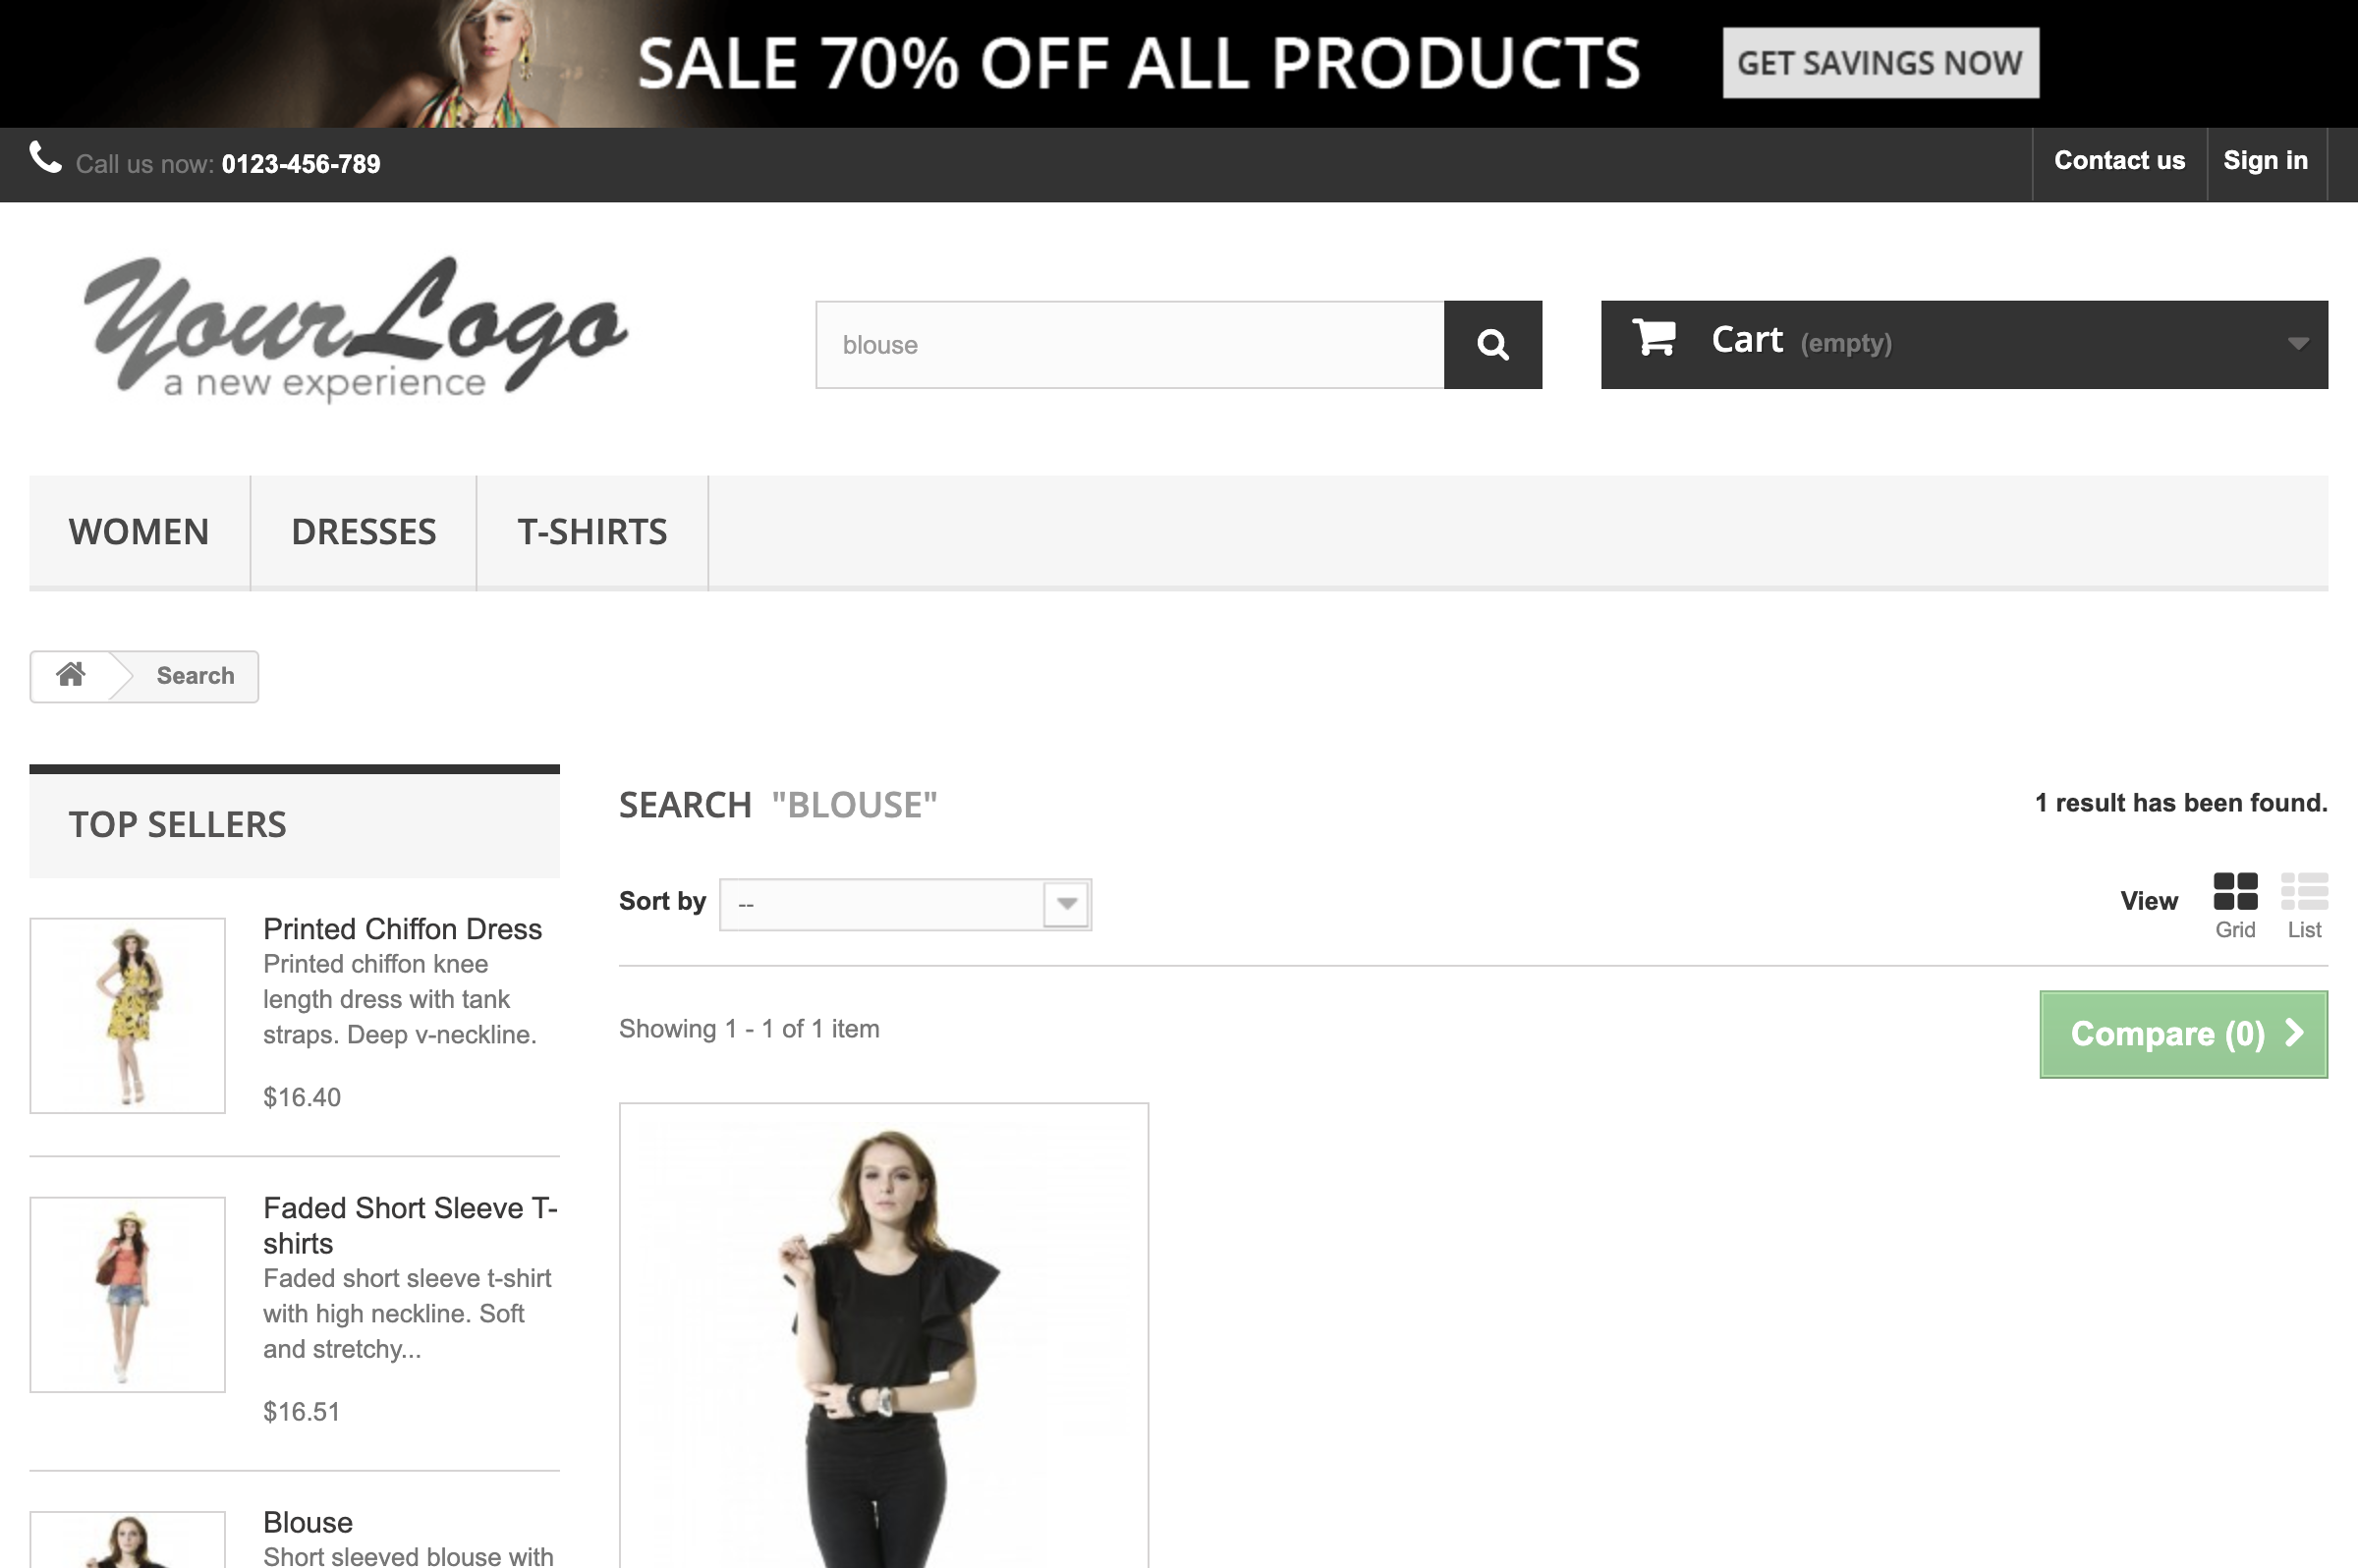 SALE 70% OFF ALL PRODUCTS
GET SAVINGS NOW
Call us now: 0123-456-789
Contact us
Sign in
YourLogo
a new experience
blouse
Cart (empty)
WOMEN
DRESSES
T-SHIRTS
Search
TOP SELLERS
Printed Chiffon Dress
Printed chiffon knee
length dress with tank
straps. Deep v-neckline.
$16.40
Faded Short Sleeve T-
shirts
Faded short sleeve t-shirt
with high neckline. Soft
and stretchy...
$16.51
Blouse
Short sleeved blouse with
SEARCH "BLOUSE"
1 result has been found.
Sort by
--
View
Grid
List
Showing 1 - 1 of 1 item
Compare (0)